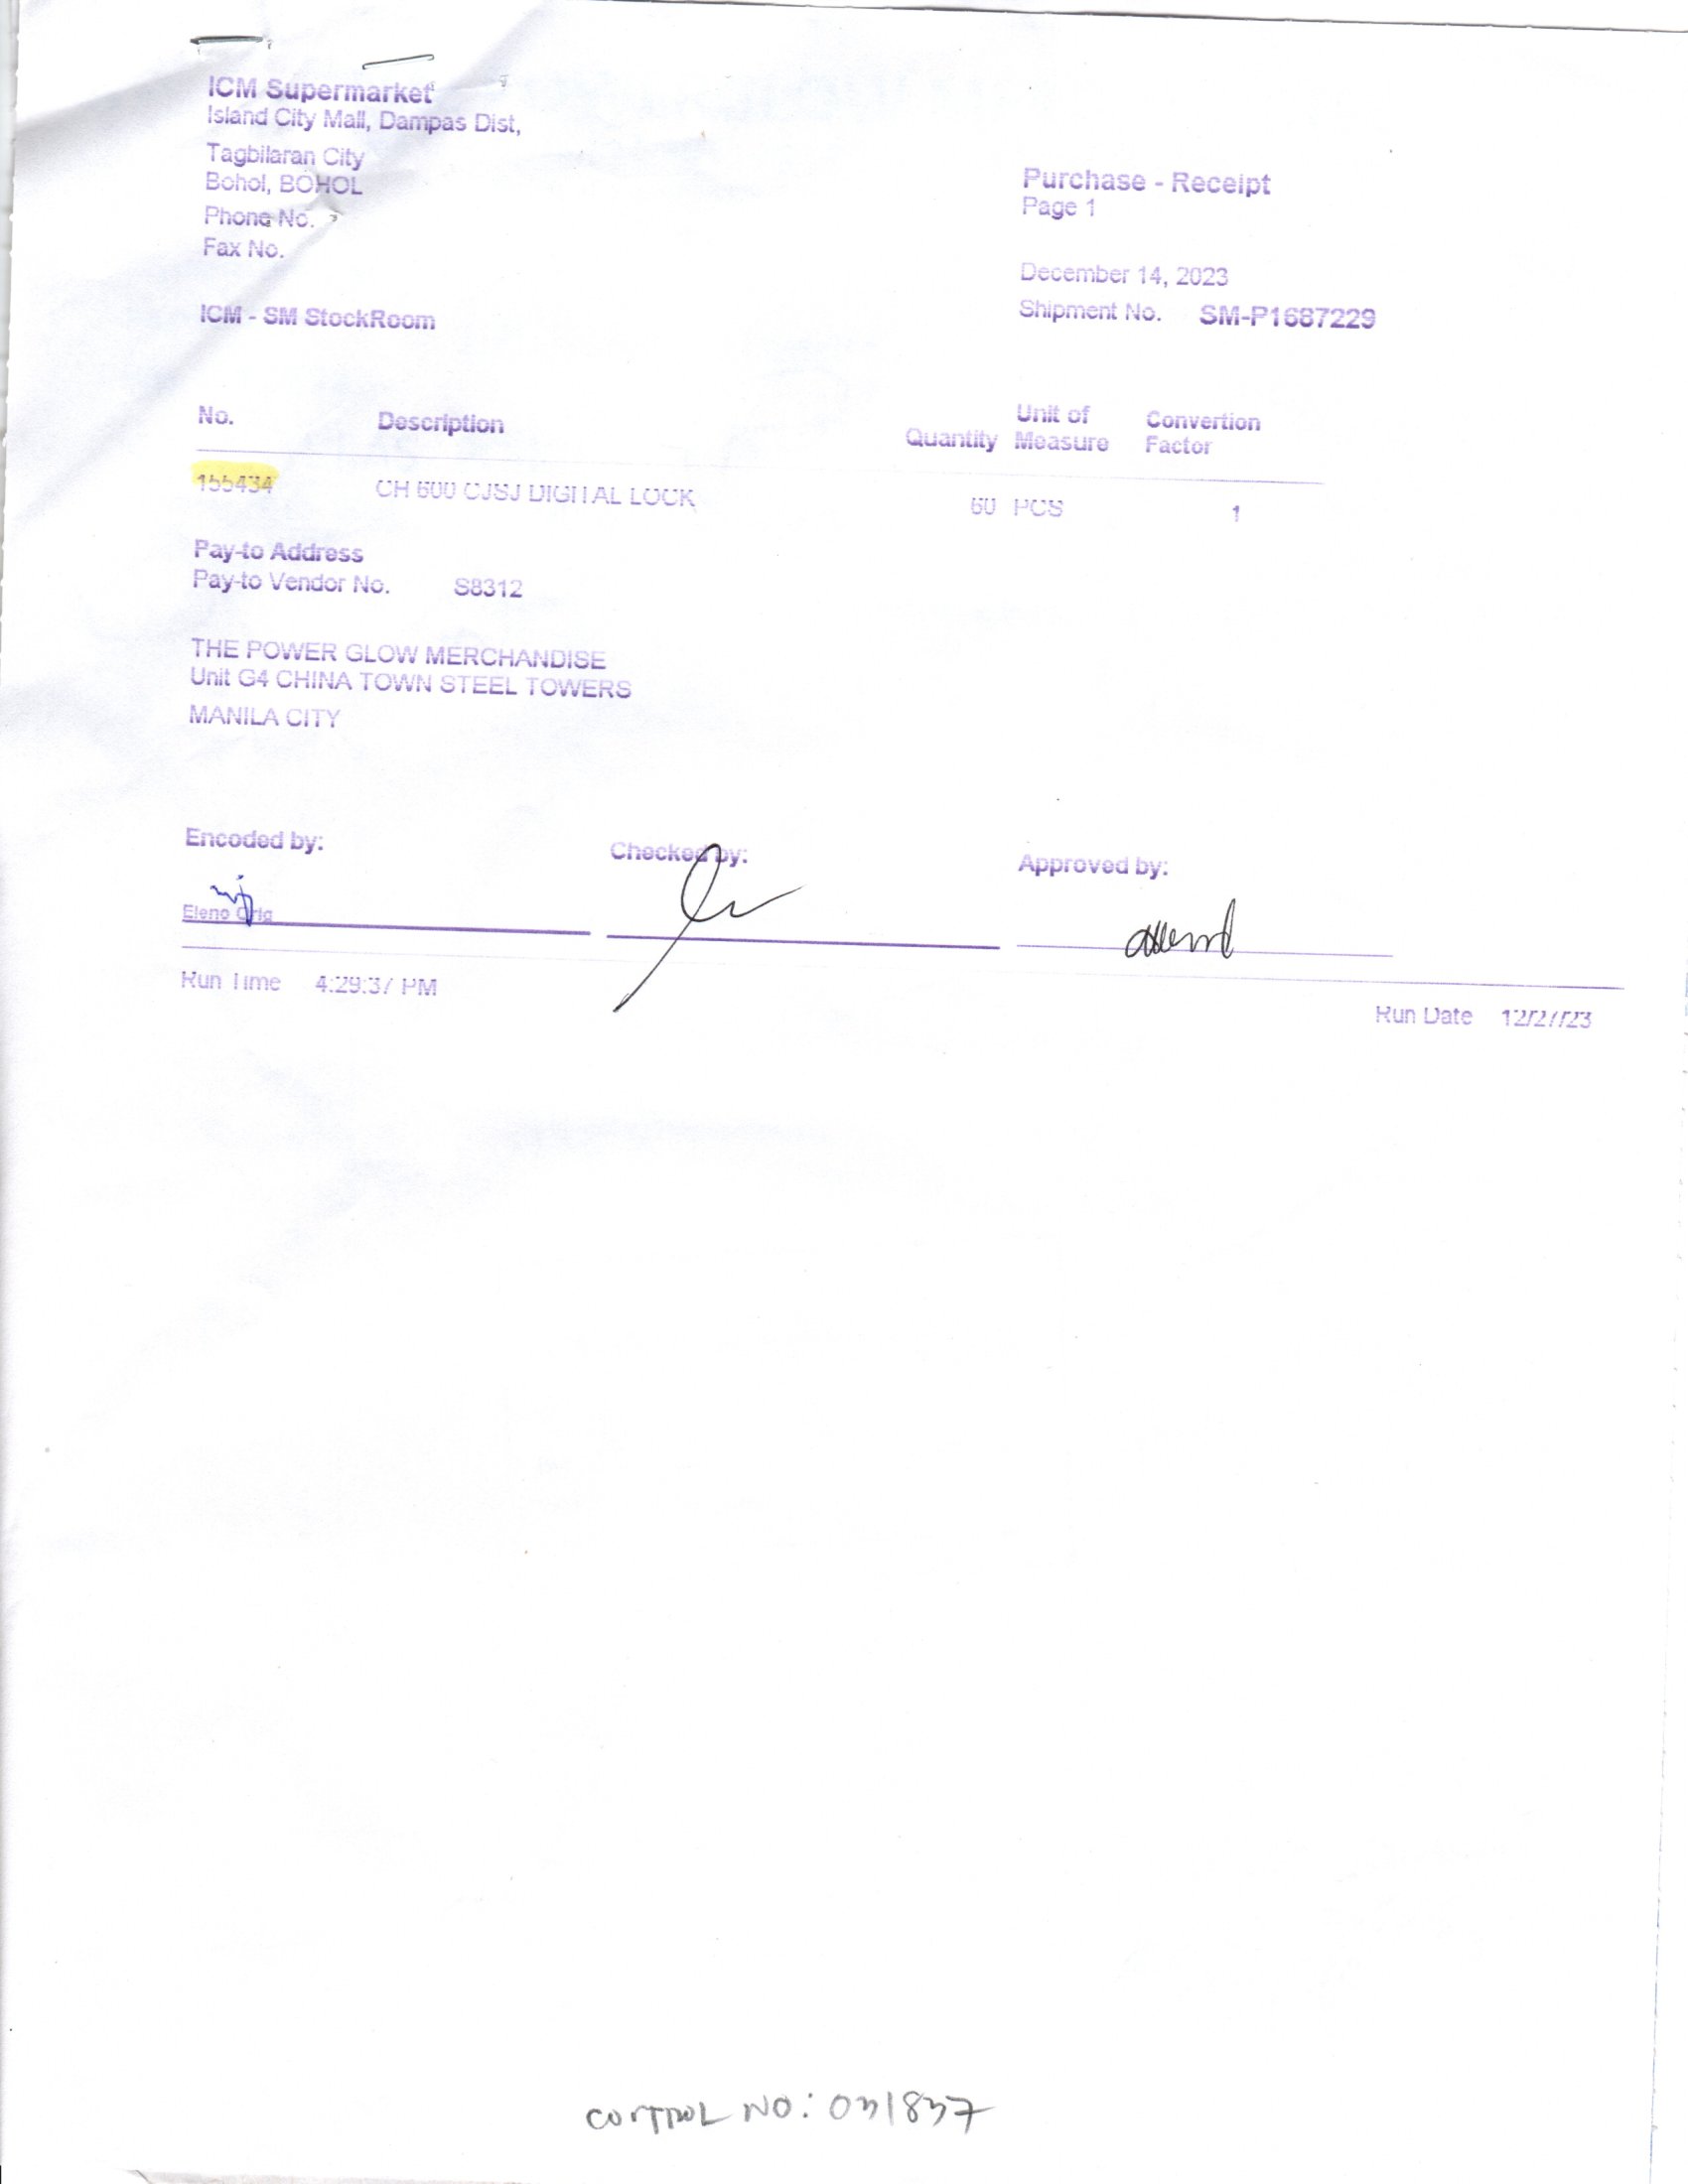 ICM Supermarket
Island City Mall, Dampas Dist,
Tagbilaran City
Bohol, BOHOL
Phone No.
Fax No.
Purchase - Receipt
Page 1
December 14, 2023
Shipment No. SM-P1687229
ICM - SM StockRoom
No. Description Quantity Unit of Measure Convertion Factor
155434 CH 600 CJSJ DIGITAL LOCK 60 PCS 1
Pay-to Address
Pay-to Vendor No. S8312
THE POWER GLOW MERCHANDISE
Unit G4 CHINA TOWN STEEL TOWERS
MANILA CITY
Encoded by: Checked by: Approved by:
Eleno Orig
Run Time 4:29:37 PM
Run Date 12/27/23
CONTROL NO: 031837